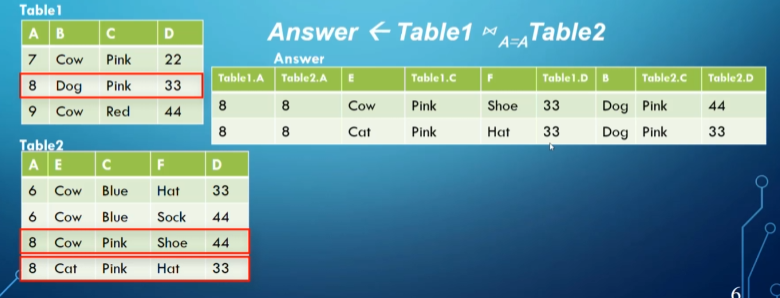 Table1
A B C D
7 Cow Pink 22
8 Dog Pink 33
9 Cow Red 44
Answer ← Table1 ⋈ A=A Table2
Answer
Table1.A Table2.A E Table1.C F Table1.D B Table2.C Table2.D
8 8 Cow Pink Shoe 33 Dog Pink 44
8 8 Cat Pink Hat 33 Dog Pink 33
Table2
A E C F D
6 Cow Blue Hat 33
6 Cow Blue Sock 44
8 Cow Pink Shoe 44
8 Cat Pink Hat 33
6